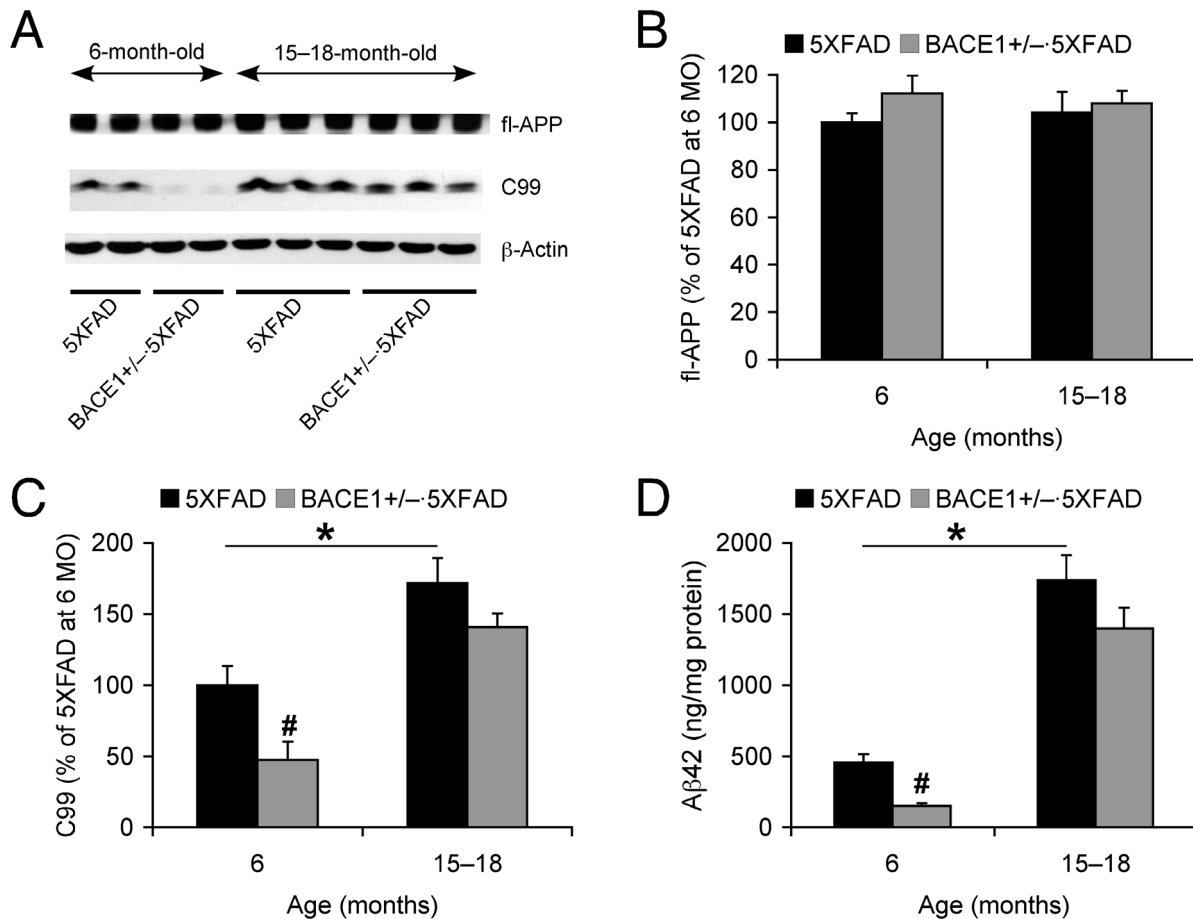 A
6-month-old
15–18-month-old
fl-APP
C99
β-Actin
5XFAD
BACE1+/–·5XFAD
5XFAD
BACE1+/–·5XFAD
B
5XFAD BACE1+/–·5XFAD
fl-APP (% of 5XFAD at 6 MO)
120
100
80
60
40
20
0
6 15–18
Age (months)
C
5XFAD BACE1+/–·5XFAD
C99 (% of 5XFAD at 6 MO)
200
150
100
50
0
*
#
6 15–18
Age (months)
D
5XFAD BACE1+/–·5XFAD
Aβ42 (ng/mg protein)
2000
1500
1000
500
0
*
#
6 15–18
Age (months)